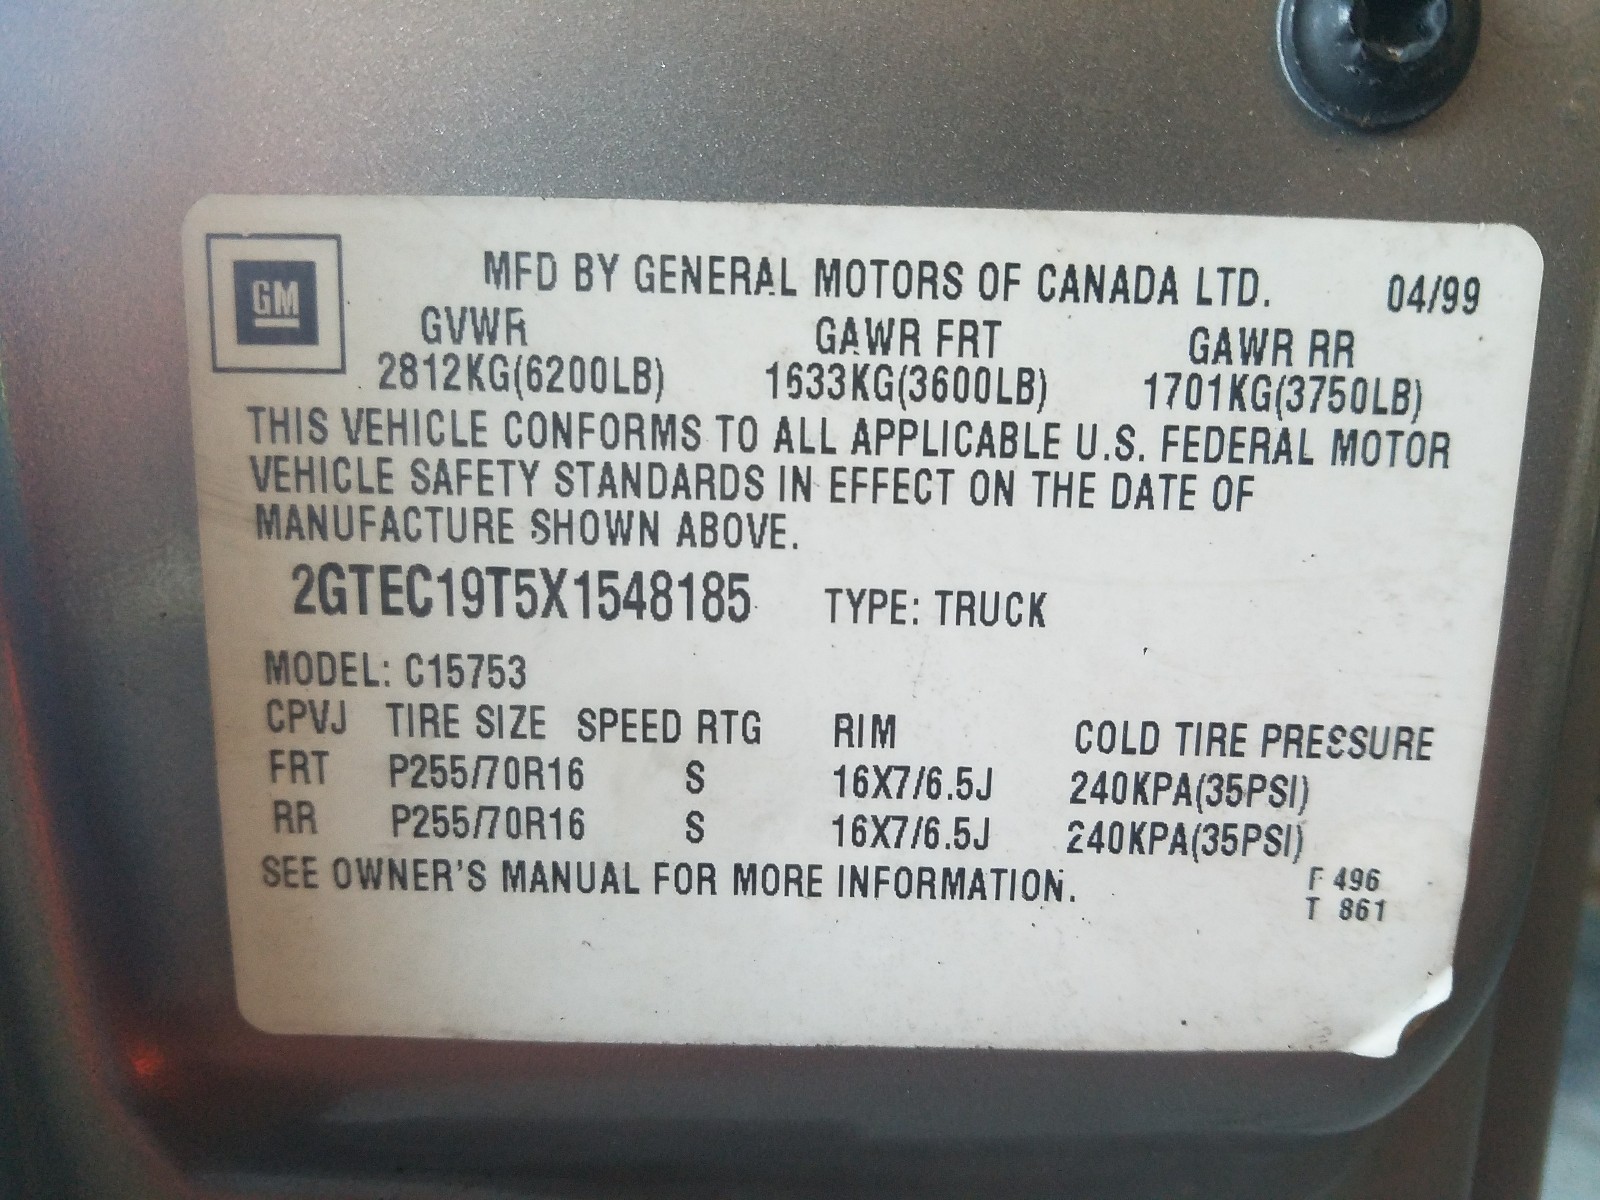 GM
MFD BY GENERAL MOTORS OF CANADA LTD. 04/99
GVWR GAWR FRT GAWR RR
2812KG(6200LB) 1633KG(3600LB) 1701KG(3750LB)
THIS VEHICLE CONFORMS TO ALL APPLICABLE U.S. FEDERAL MOTOR
VEHICLE SAFETY STANDARDS IN EFFECT ON THE DATE OF
MANUFACTURE SHOWN ABOVE.
2GTEC19T5X1548185 TYPE: TRUCK
MODEL: C15753
CPVJ TIRE SIZE SPEED RTG RIM COLD TIRE PRESSURE
FRT P255/70R16 S 16X7/6.5J 240KPA(35PSI)
RR P255/70R16 S 16X7/6.5J 240KPA(35PSI)
SEE OWNER'S MANUAL FOR MORE INFORMATION.
F 496
T 861